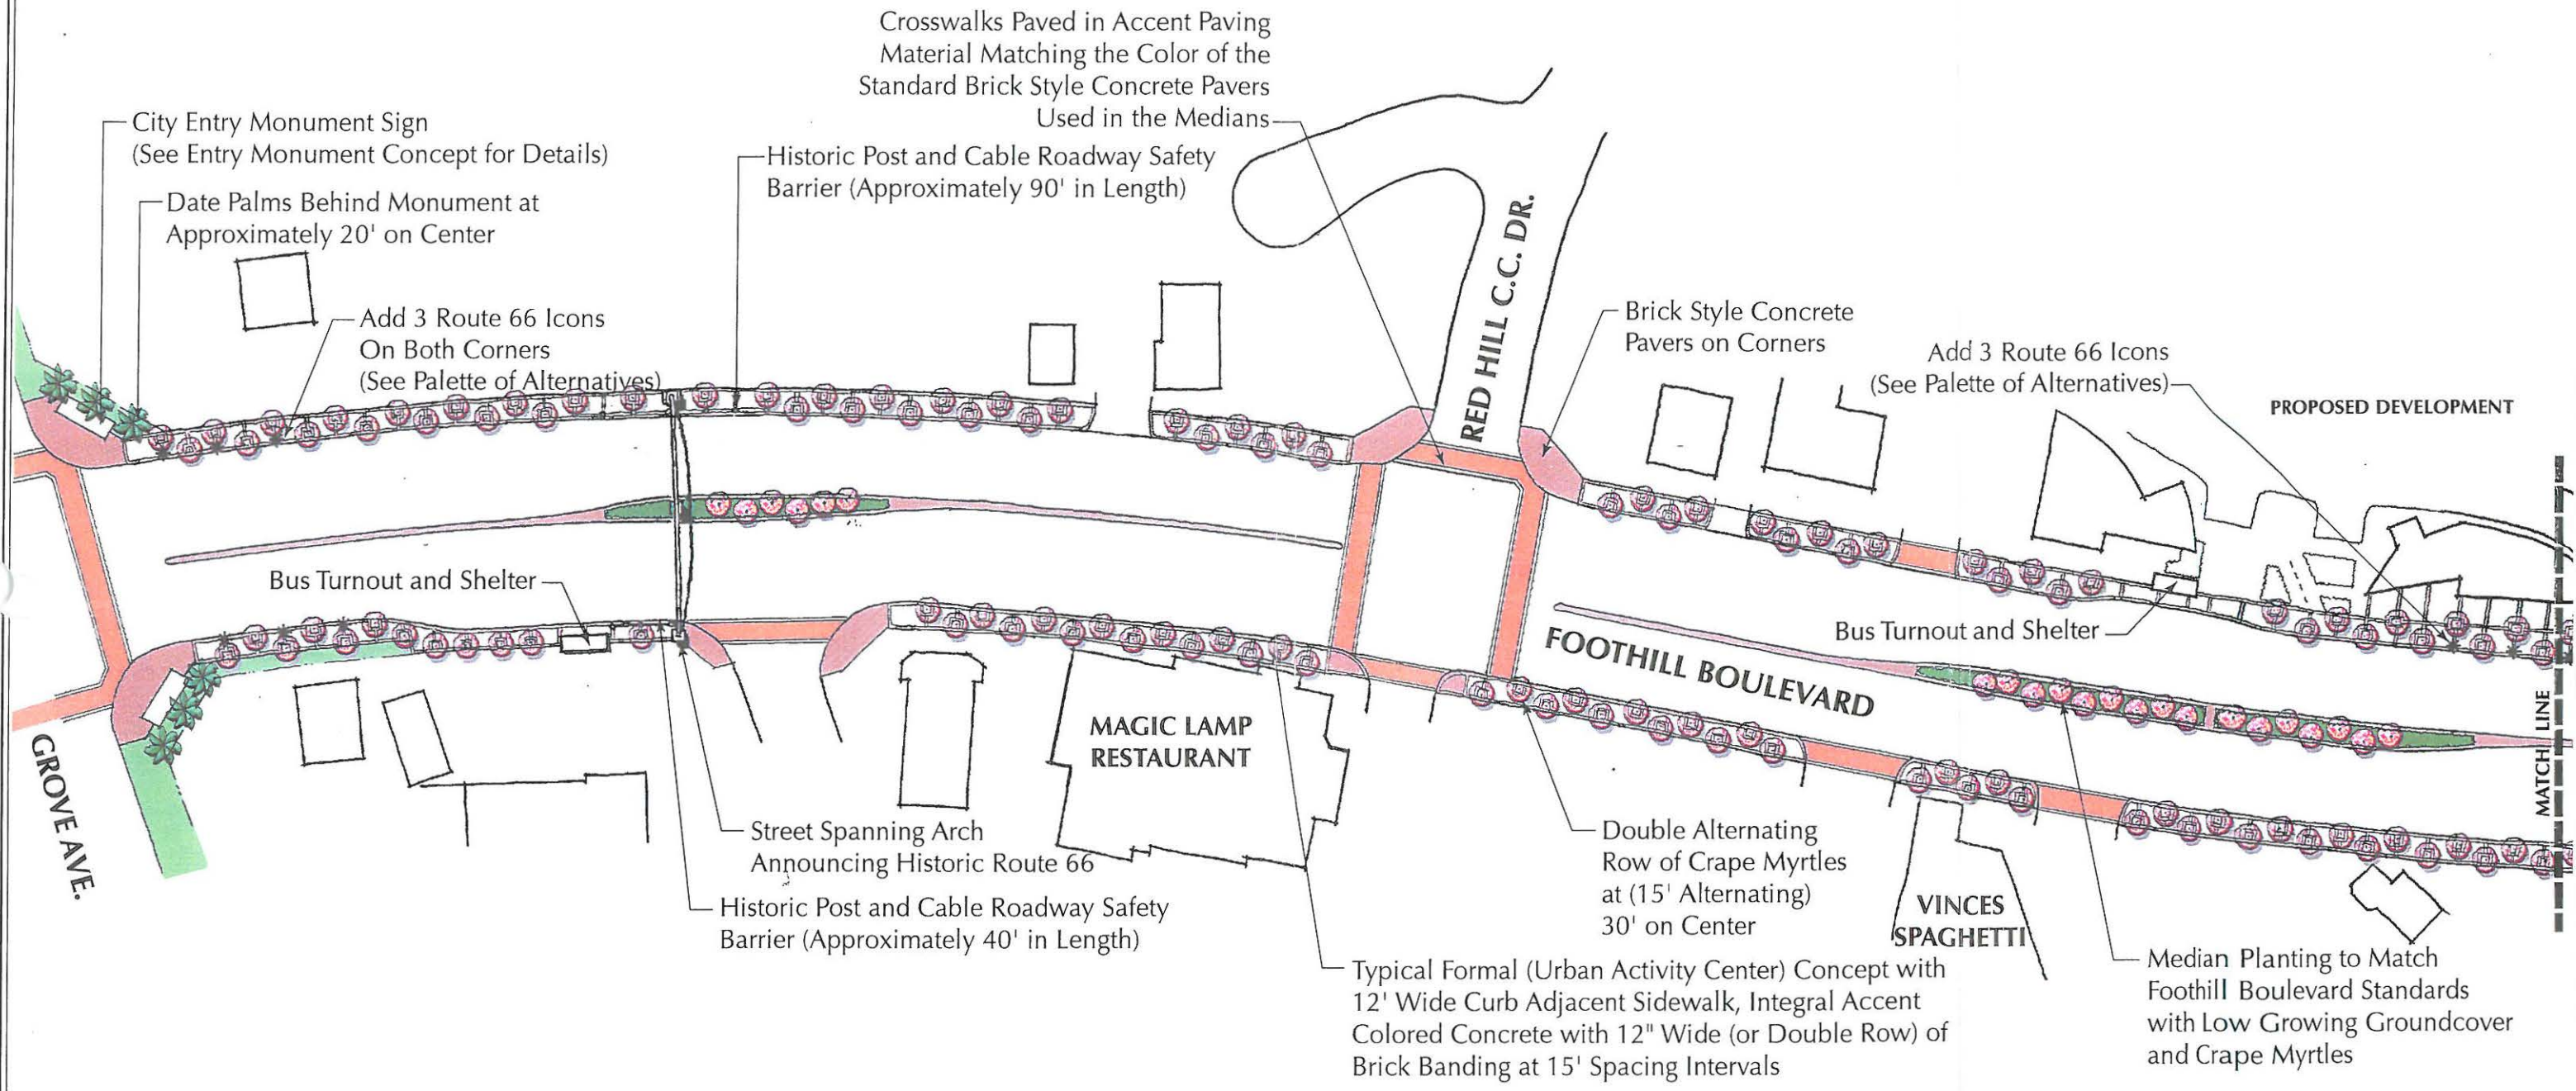 Crosswalks Paved in Accent Paving
Material Matching the Color of the
Standard Brick Style Concrete Pavers
Used in the Medians
City Entry Monument Sign
(See Entry Monument Concept for Details)
Historic Post and Cable Roadway Safety
Barrier (Approximately 90' in Length)
Date Palms Behind Monument at
Approximately 20' on Center
Add 3 Route 66 Icons
On Both Corners
(See Palette of Alternatives)
RED HILL C.C. DR.
Brick Style Concrete
Pavers on Corners
Add 3 Route 66 Icons
(See Palette of Alternatives)
PROPOSED DEVELOPMENT
Bus Turnout and Shelter
Bus Turnout and Shelter
FOOTHILL BOULEVARD
GROVE AVE.
MAGIC LAMP
RESTAURANT
MATCH LINE
Street Spanning Arch
Announcing Historic Route 66
Historic Post and Cable Roadway Safety
Barrier (Approximately 40' in Length)
Double Alternating
Row of Crape Myrtles
at (15' Alternating)
30' on Center
VINCES
SPAGHETTI
Typical Formal (Urban Activity Center) Concept with
12' Wide Curb Adjacent Sidewalk, Integral Accent
Colored Concrete with 12" Wide (or Double Row) of
Brick Banding at 15' Spacing Intervals
Median Planting to Match
Foothill Boulevard Standards
with Low Growing Groundcover
and Crape Myrtles